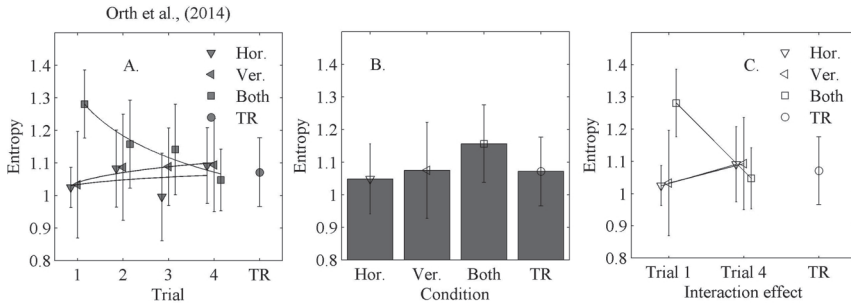 Orth et al., (2014)
Entropy
1.4
1.3
1.2
1.1
1
0.9
0.8
A.
Hor.
Ver.
Both
TR
1 2 3 4 TR
Trial
Entropy
1.4
1.3
1.2
1.1
1
0.9
0.8
B.
Hor. Ver. Both TR
Condition
Entropy
1.4
1.3
1.2
1.1
1
0.9
0.8
C.
Hor.
Ver.
Both
TR
Trial 1 Trial 4 TR
Interaction effect